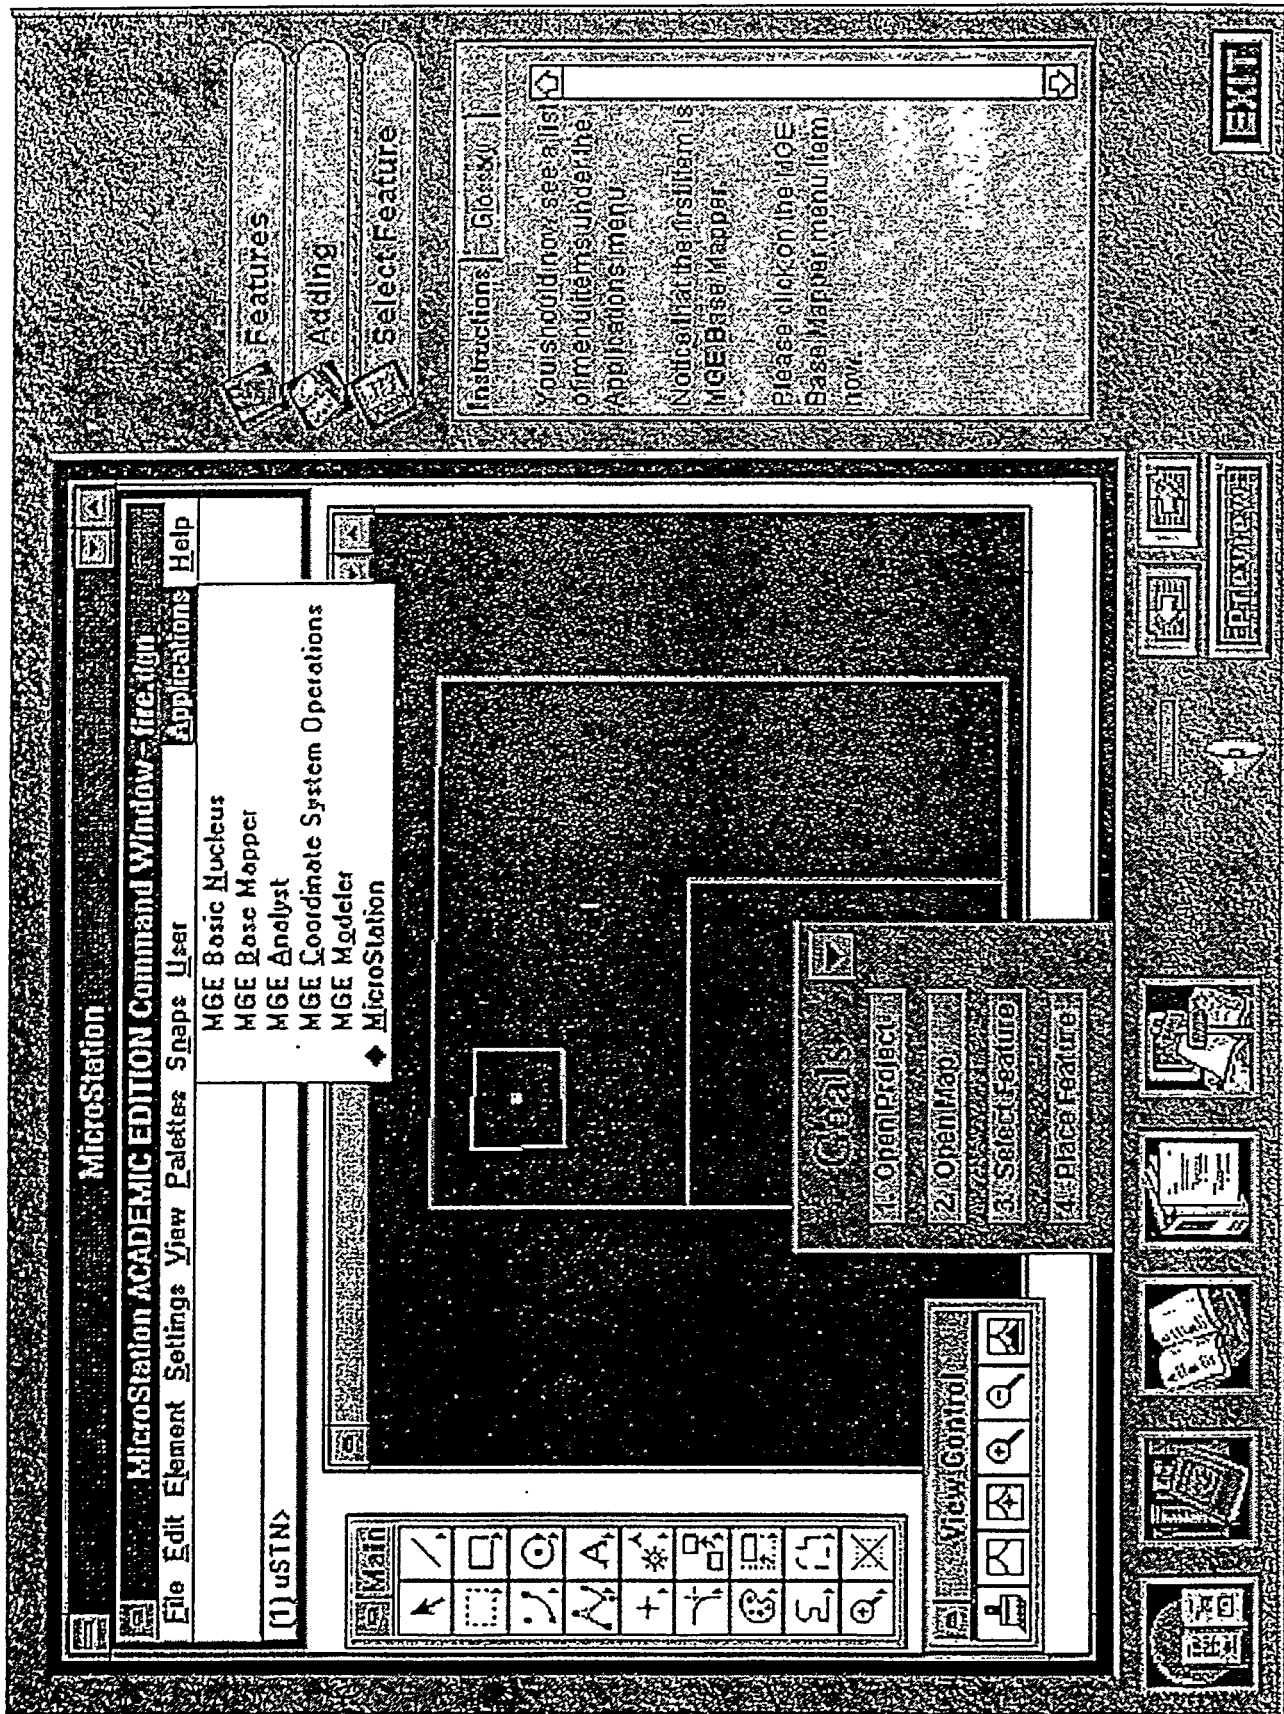 MicroStation
MicroStation ACADEMIC EDITION Command Window - fire.dgn
File Edit Element Settings View Palettes Snaps User Applications Help
(1) uSTN>
MGE Basic Nucleus
MGE Base Mapper
MGE Analyst
MGE Coordinate System Operations
MGE Modeler
MicroStation
Main
View Control
Goals
1. Open Project
2. Open Map
3. Select Feature
4. Place Feature
Features
Adding
Select Feature
Instructions
You should now see a list
of menu items under the
Applications menu
Notice that the first item is
MGE Base Mapper.
Please click on the MGE
Base Mapper menu item
now.
EXIT